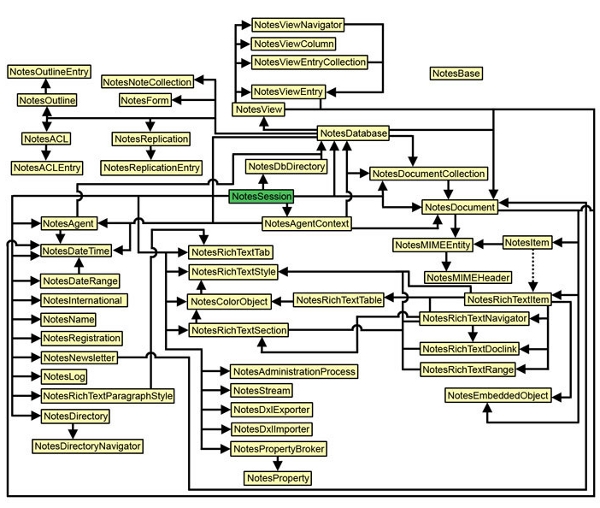 NotesViewNavigator
NotesViewColumn
NotesViewEntryCollection
NotesOutlineEntry
NotesBase
NotesNoteCollection
NotesViewEntry
NotesOutline
NotesForm
NotesView
NotesACL
NotesReplication
NotesDatabase
NotesACLEntry
NotesReplicationEntry
NotesDbDirectory
NotesDocumentCollection
NotesSession
NotesDocument
NotesAgent
NotesAgentContext
NotesDateTime
NotesRichTextTab
NotesMIMEEntity
NotesItem
NotesRichTextStyle
NotesMIMEHeader
NotesDateRange
NotesInternational
NotesColorObject
NotesRichTextTable
NotesRichTextItem
NotesName
NotesRichTextSection
NotesRichTextNavigator
NotesRegistration
NotesRichTextDoclink
NotesNewsletter
NotesRichTextRange
NotesLog
NotesAdministrationProcess
NotesRichTextParagraphStyle
NotesStream
NotesEmbeddedObject
NotesDirectory
NotesDxlExporter
NotesDxlImporter
NotesDirectoryNavigator
NotesPropertyBroker
NotesProperty